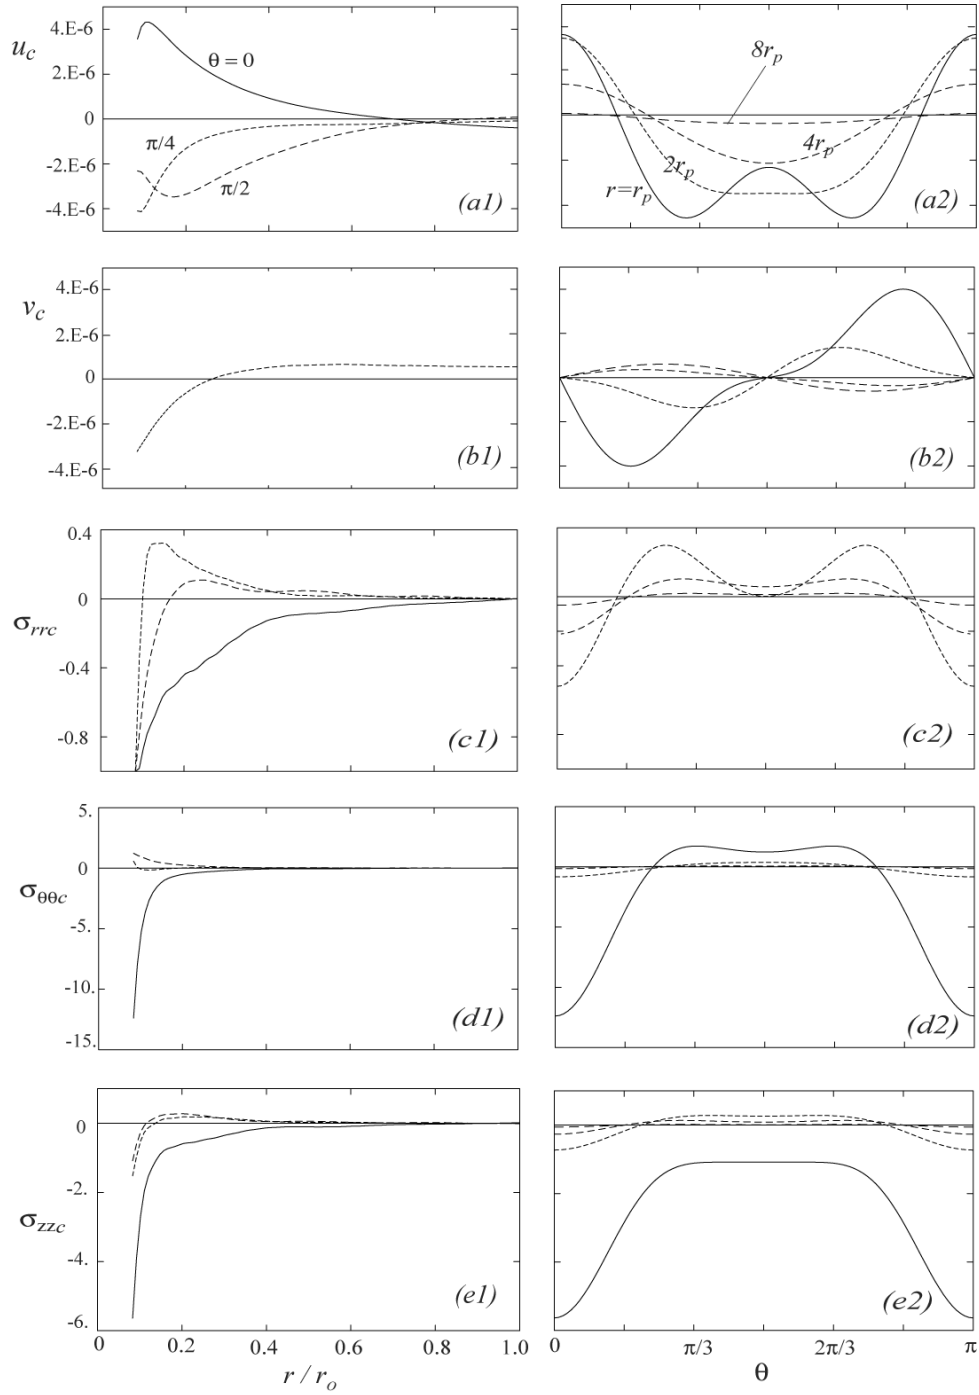 4.E-6
u_c
θ = 0
2.E-6
0
π/4
-2.E-6
π/2
-4.E-6
(a1)
8r_p
4r_p
2r_p
r=r_p
(a2)
4.E-6
v_c
2.E-6
0
-2.E-6
-4.E-6
(b1)
(b2)
0.4
0
σ_rrc
-0.4
-0.8
(c1)
(c2)
5.
0
σ_θθc
-5.
-10.
-15.
(d1)
(d2)
0
-2.
σ_zzc
-4.
-6.
(e1)
(e2)
0 0.2 0.4 0.6 0.8 1.0
r / r_o
0 π/3 2π/3 π
θ